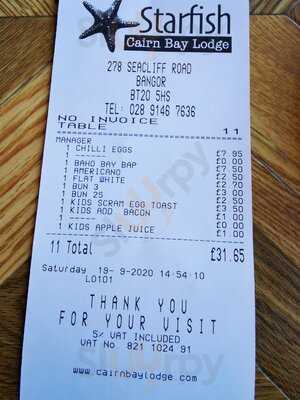 Starfish
Cairn Bay Lodge
278 SEACLIFF ROAD
BANGOR
BT20 5HS
TEL: 028 9146 7636
NO INVOICE
TABLE 11
MANAGER
1 CHILLI EGGS £7.95
1 ------ £0.00
1 BAHO BAY BAP £7.50
1 AMERICANO £2.50
1 FLAT WHITE £2.70
1 BUN 3 £3.00
1 BUN 25 £2.50
1 KIDS SCRAM EGG TOAST £3.50
1 KIDS ADD BACON £1.00
1 ------ £0.00
1 KIDS APPLE JUICE £1.00
11 Total £31.65
Saturday 19- 9-2020 14:54 10
L0101
THANK YOU
FOR YOUR VISIT
5% VAT INCLUDED
VAT No 821 1024 91
www.cairnbaylodge.com